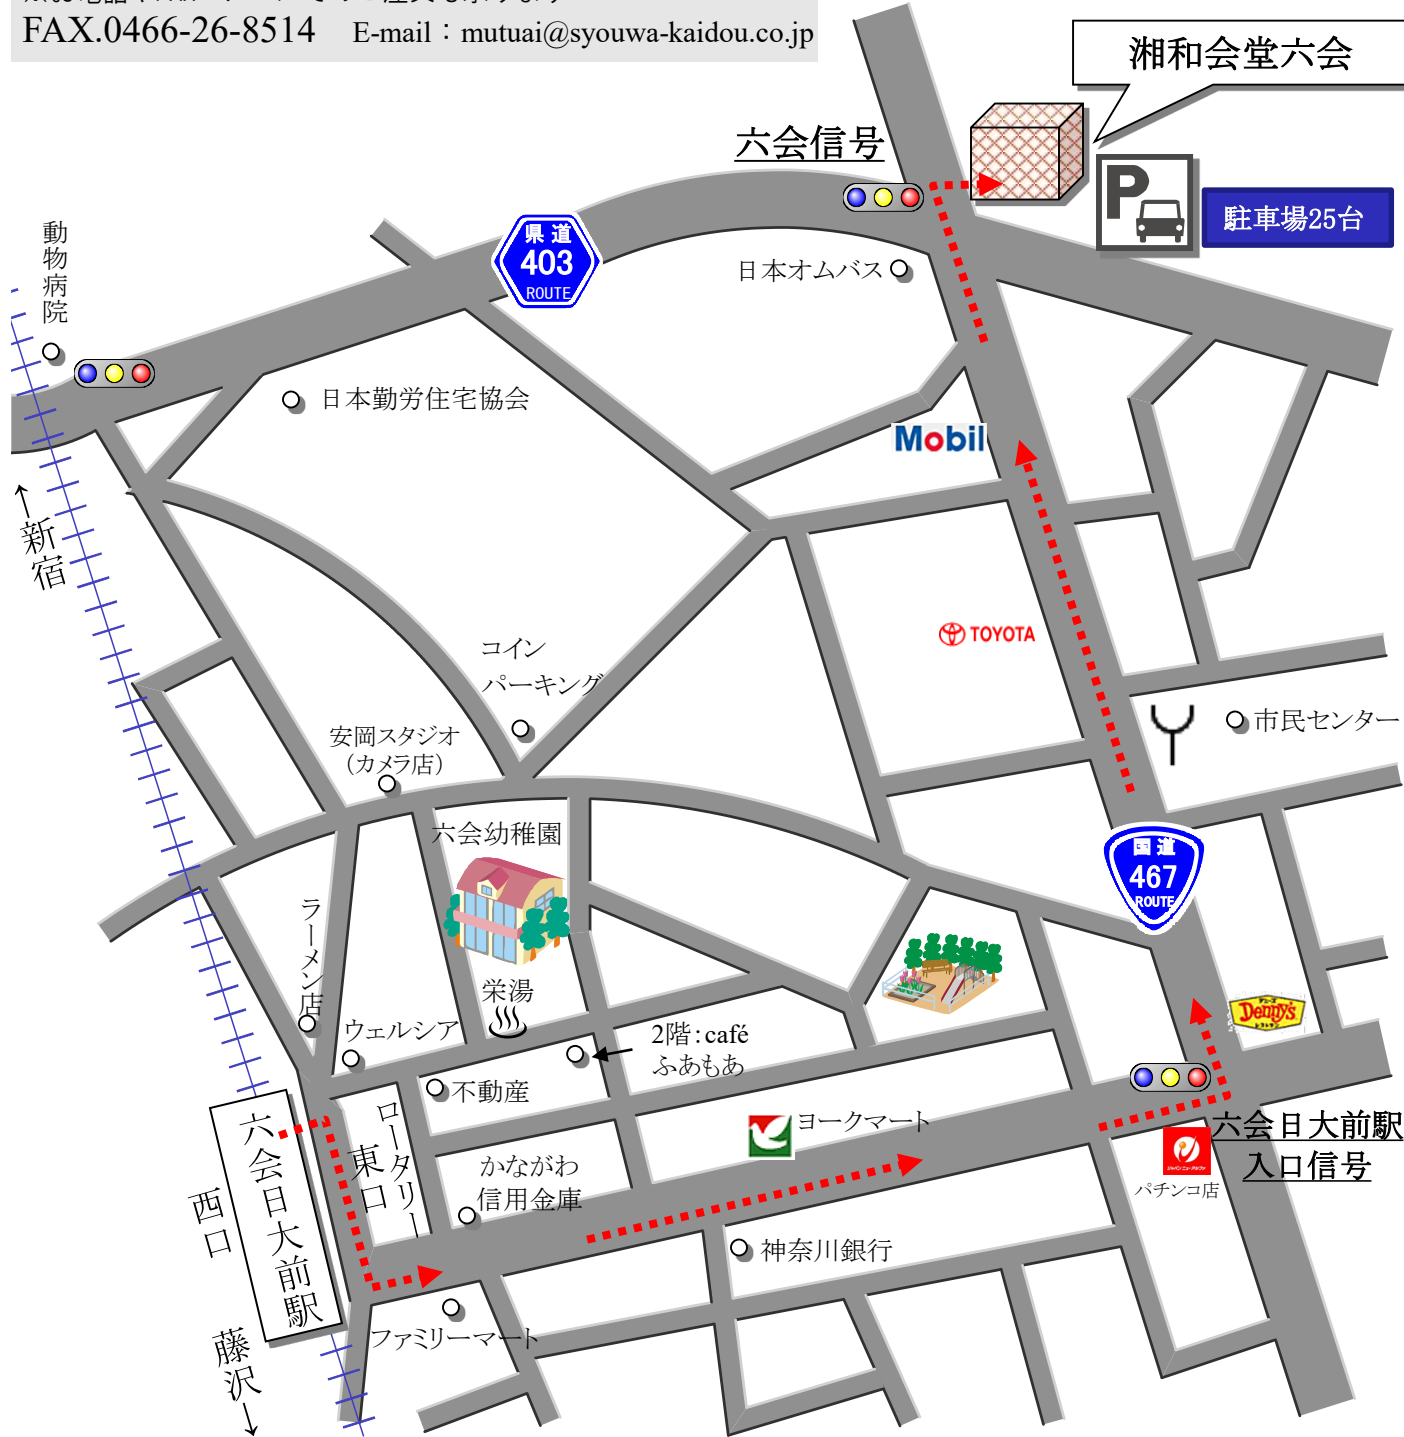 FAX.0466-26-8514 E-mail：mutuai@syouwa-kaidou.co.jp
湘和会堂六会
六会信号
P
駐車場25台
動物病院
県道
403
ROUTE
日本オムバス
日本勤労住宅協会
Mobil
←新宿
TOYOTA
コイン
パーキング
市民センター
安岡スタジオ
（カメラ店）
六会幼稚園
国道
467
ROUTE
ラーメン店
栄湯
ウェルシア
2階：café
ふあもあ
Denny's
レストラン
不動産
ロータリー
東口
ヨークマート
六会日大前駅
入口信号
かながわ
信用金庫
パチンコ店
六会日大前駅
西口
神奈川銀行
ファミリーマート
藤沢→